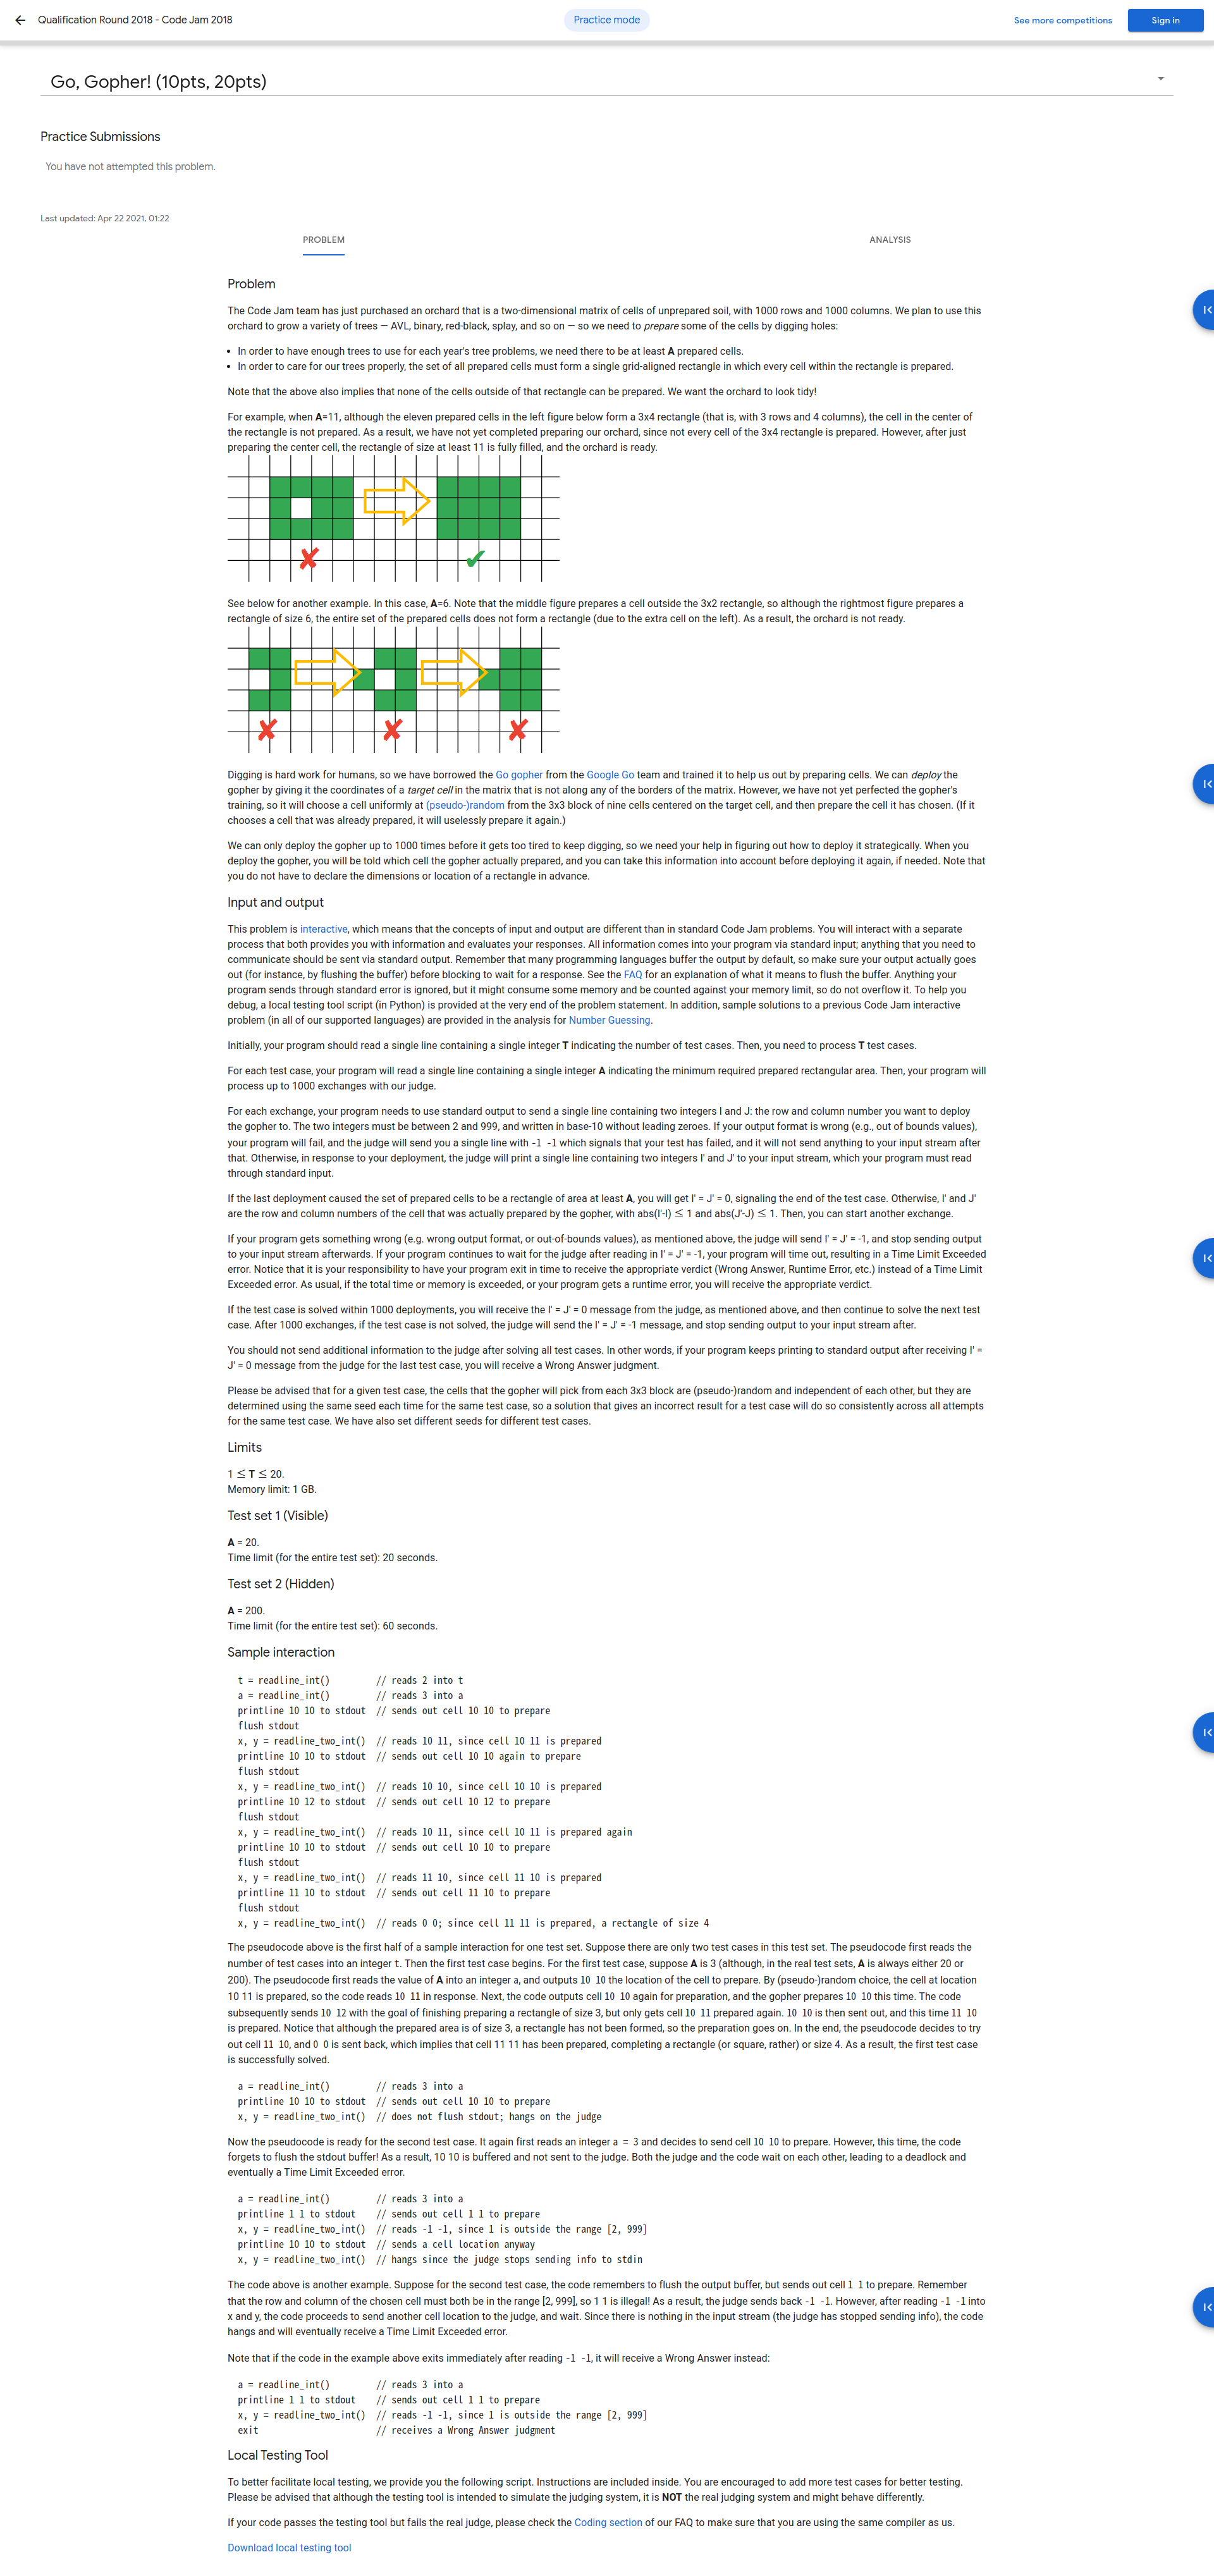 Qualification Round 2018 - Code Jam 2018
Practice mode
See more competitions
Sign in
Go, Gopher! (10pts, 20pts)
Practice Submissions
You have not attempted this problem.
Last updated: Apr 22 2021, 01:22
PROBLEM
ANALYSIS
Problem
The Code Jam team has just purchased an orchard that is a two-dimensional matrix of cells of unprepared soil, with 1000 rows and 1000 columns. We plan to use this
orchard to grow a variety of trees — AVL, binary, red-black, splay, and so on — so we need to prepare some of the cells by digging holes:
• In order to have enough trees to use for each year's tree problems, we need there to be at least A prepared cells.
• In order to care for our trees properly, the set of all prepared cells must form a single grid-aligned rectangle in which every cell within the rectangle is prepared.
Note that the above also implies that none of the cells outside of that rectangle can be prepared. We want the orchard to look tidy!
For example, when A=11, although the eleven prepared cells in the left figure below form a 3x4 rectangle (that is, with 3 rows and 4 columns), the cell in the center of
the rectangle is not prepared. As a result, we have not yet completed preparing our orchard, since not every cell of the 3x4 rectangle is prepared. However, after just
preparing the center cell, the rectangle of size at least 11 is fully filled, and the orchard is ready.
See below for another example. In this case, A=6. Note that the middle figure prepares a cell outside the 3x2 rectangle, so although the rightmost figure prepares a
rectangle of size 6, the entire set of the prepared cells does not form a rectangle (due to the extra cell on the left). As a result, the orchard is not ready.
Digging is hard work for humans, so we have borrowed the Go gopher from the Google Go team and trained it to help us out by preparing cells. We can deploy the
gopher by giving it the coordinates of a target cell in the matrix that is not along any of the borders of the matrix. However, we have not yet perfected the gopher's
training, so it will choose a cell uniformly at (pseudo-)random from the 3x3 block of nine cells centered on the target cell, and then prepare the cell it has chosen. (If it
chooses a cell that was already prepared, it will uselessly prepare it again.)
We can only deploy the gopher up to 1000 times before it gets too tired to keep digging, so we need your help in figuring out how to deploy it strategically. When you
deploy the gopher, you will be told which cell the gopher actually prepared, and you can take this information into account before deploying it again, if needed. Note that
you do not have to declare the dimensions or location of a rectangle in advance.
Input and output
This problem is interactive, which means that the concepts of input and output are different than in standard Code Jam problems. You will interact with a separate
process that both provides you with information and evaluates your responses. All information comes into your program via standard input; anything that you need to
communicate should be sent via standard output. Remember that many programming languages buffer the output by default, so make sure your output actually goes
out (for instance, by flushing the buffer) before blocking to wait for a response. See the FAQ for an explanation of what it means to flush the buffer. Anything your
program sends through standard error is ignored, but it might consume some memory and be counted against your memory limit, so do not overflow it. To help you
debug, a local testing tool script (in Python) is provided at the very end of the problem statement. In addition, sample solutions to a previous Code Jam interactive
problem (in all of our supported languages) are provided in the analysis for Number Guessing.
Initially, your program should read a single line containing a single integer T indicating the number of test cases. Then, you need to process T test cases.
For each test case, your program will read a single line containing a single integer A indicating the minimum required prepared rectangular area. Then, your program will
process up to 1000 exchanges with our judge.
For each exchange, your program needs to use standard output to send a single line containing two integers I and J: the row and column number you want to deploy
the gopher to. The two integers must be between 2 and 999, and written in base-10 without leading zeroes. If your output format is wrong (e.g., out of bounds values),
your program will fail, and the judge will send you a single line with -1 -1 which signals that your test has failed, and it will not send anything to your input stream after
that. Otherwise, in response to your deployment, the judge will print a single line containing two integers I' and J' to your input stream, which your program must read
through standard input.
If the last deployment caused the set of prepared cells to be a rectangle of area at least A, you will get I' = J' = 0, signaling the end of the test case. Otherwise, I' and J'
are the row and column numbers of the cell that was actually prepared by the gopher, with abs(I'-I) ≤ 1 and abs(J'-J) ≤ 1. Then, you can start another exchange.
If your program gets something wrong (e.g. wrong output format, or out-of-bounds values), as mentioned above, the judge will send I' = J' = -1, and stop sending output
to your input stream afterwards. If your program continues to wait for the judge after reading in I' = J' = -1, your program will time out, resulting in a Time Limit Exceeded
error. Notice that it is your responsibility to have your program exit in time to receive the appropriate verdict (Wrong Answer, Runtime Error, etc.) instead of a Time Limit
Exceeded error. As usual, if the total time or memory is exceeded, or your program gets a runtime error, you will receive the appropriate verdict.
If the test case is solved within 1000 deployments, you will receive the I' = J' = 0 message from the judge, as mentioned above, and then continue to solve the next test
case. After 1000 exchanges, if the test case is not solved, the judge will send the I' = J' = -1 message, and stop sending output to your input stream after.
You should not send additional information to the judge after solving all test cases. In other words, if your program keeps printing to standard output after receiving I' =
J' = 0 message from the judge for the last test case, you will receive a Wrong Answer judgment.
Please be advised that for a given test case, the cells that the gopher will pick from each 3x3 block are (pseudo-)random and independent of each other, but they are
determined using the same seed each time for the same test case, so a solution that gives an incorrect result for a test case will do so consistently across all attempts
for the same test case. We have also set different seeds for different test cases.
Limits
1 ≤ T ≤ 20.
Memory limit: 1 GB.
Test set 1 (Visible)
A = 20.
Time limit (for the entire test set): 20 seconds.
Test set 2 (Hidden)
A = 200.
Time limit (for the entire test set): 60 seconds.
Sample interaction
t = readline_int() // reads 2 into t
a = readline_int() // reads 3 into a
printline 10 10 to stdout // sends out cell 10 10 to prepare
flush stdout
x, y = readline_two_int() // reads 10 11, since cell 10 11 is prepared
printline 10 10 to stdout // sends out cell 10 10 again to prepare
flush stdout
x, y = readline_two_int() // reads 10 10, since cell 10 10 is prepared
printline 10 12 to stdout // sends out cell 10 12 to prepare
flush stdout
x, y = readline_two_int() // reads 10 11, since cell 10 11 is prepared again
printline 10 10 to stdout // sends out cell 10 10 to prepare
flush stdout
x, y = readline_two_int() // reads 11 10, since cell 11 10 is prepared
printline 11 10 to stdout // sends out cell 11 10 to prepare
flush stdout
x, y = readline_two_int() // reads 0 0; since cell 11 11 is prepared, a rectangle of size 4
The pseudocode above is the first half of a sample interaction for one test set. Suppose there are only two test cases in this test set. The pseudocode first reads the
number of test cases into an integer t. Then the first test case begins. For the first test case, suppose A is 3 (although, in the real test sets, A is always either 20 or
200). The pseudocode first reads the value of A into an integer a, and outputs 10 10 the location of the cell to prepare. By (pseudo-)random choice, the cell at location
10 11 is prepared, so the code reads 10 11 in response. Next, the code outputs cell 10 10 again for preparation, and the gopher prepares 10 10 this time. The code
subsequently sends 10 12 with the goal of finishing preparing a rectangle of size 3, but only gets cell 10 11 prepared again. 10 10 is then sent out, and this time 11 10
is prepared. Notice that although the prepared area is of size 3, a rectangle has not been formed, so the preparation goes on. In the end, the pseudocode decides to try
out cell 11 10, and 0 0 is sent back, which implies that cell 11 11 has been prepared, completing a rectangle (or square, rather) or size 4. As a result, the first test case
is successfully solved.
a = readline_int() // reads 3 into a
printline 10 10 to stdout // sends out cell 10 10 to prepare
x, y = readline_two_int() // does not flush stdout; hangs on the judge
Now the pseudocode is ready for the second test case. It again first reads an integer a = 3 and decides to send cell 10 10 to prepare. However, this time, the code
forgets to flush the stdout buffer! As a result, 10 10 is buffered and not sent to the judge. Both the judge and the code wait on each other, leading to a deadlock and
eventually a Time Limit Exceeded error.
a = readline_int() // reads 3 into a
printline 1 1 to stdout // sends out cell 1 1 to prepare
x, y = readline_two_int() // reads -1 -1, since 1 is outside the range [2, 999]
printline 10 10 to stdout // sends a cell location anyway
x, y = readline_two_int() // hangs since the judge stops sending info to stdin
The code above is another example. Suppose for the second test case, the code remembers to flush the output buffer, but sends out cell 1 1 to prepare. Remember
that the row and column of the chosen cell must both be in the range [2, 999], so 1 1 is illegal! As a result, the judge sends back -1 -1. However, after reading -1 -1 into
x and y, the code proceeds to send another cell location to the judge, and wait. Since there is nothing in the input stream (the judge has stopped sending info), the code
hangs and will eventually receive a Time Limit Exceeded error.
Note that if the code in the example above exits immediately after reading -1 -1, it will receive a Wrong Answer instead:
a = readline_int() // reads 3 into a
printline 1 1 to stdout // sends out cell 1 1 to prepare
x, y = readline_two_int() // reads -1 -1, since 1 is outside the range [2, 999]
exit // receives a Wrong Answer judgment
Local Testing Tool
To better facilitate local testing, we provide you the following script. Instructions are included inside. You are encouraged to add more test cases for better testing.
Please be advised that although the testing tool is intended to simulate the judging system, it is NOT the real judging system and might behave differently.
If your code passes the testing tool but fails the real judge, please check the Coding section of our FAQ to make sure that you are using the same compiler as us.
Download local testing tool